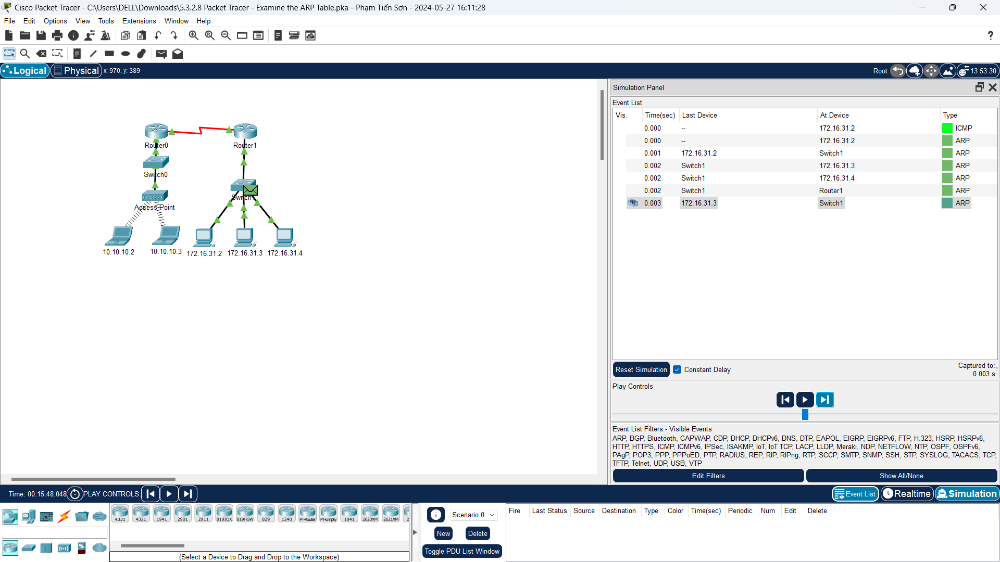 Cisco Packet Tracer - C:\Users\DELL\Downloads\5.3.2.8 Packet Tracer - Examine the ARP Table.pka - Phạm Tiến Sơn - 2024-05-27 16:11:28
File Edit Options View Tools Extensions Window Help
?
Logical Physical x: 970, y: 389 Root 13:53:30
Router0 Router1
Switch0
Switch1
Access Point
10.10.10.2 10.10.10.3 172.16.31.2 172.16.31.3 172.16.31.4
Simulation Panel
Event List
Vis. Time(sec) Last Device At Device Type
0.000 -- 172.16.31.2 ICMP
0.000 -- 172.16.31.2 ARP
0.001 172.16.31.2 Switch1 ARP
0.002 Switch1 172.16.31.3 ARP
0.002 Switch1 172.16.31.4 ARP
0.002 Switch1 Router1 ARP
0.003 172.16.31.3 Switch1 ARP
Reset Simulation Constant Delay Captured to:
0.003 s
Play Controls
Event List Filters - Visible Events
ARP, BGP, Bluetooth, CAPWAP, CDP, DHCP, DHCPv6, DNS, DTP, EAPOL, EIGRP, EIGRPv6, FTP, H.323, HSRP, HSRPv6,
HTTP, HTTPS, ICMP, ICMPv6, IPSec, ISAKMP, IoT, IoT TCP, LACP, LLDP, Meraki, NDP, NETFLOW, NTP, OSPF, OSPFv6,
PAgP, POP3, PPP, PPPoED, PTP, RADIUS, REP, RIP, RIPng, RTP, SCCP, SMTP, SNMP, SSH, STP, SYSLOG, TACACS, TCP,
TFTP, Telnet, UDP, USB, VTP
Edit Filters Show All/None
Time: 00:15:48.048 PLAY CONTROLS: Event List Realtime Simulation
4331 4321 1941 2901 2911 819IOX 819HGW 829 1240 PT-Router PT-Empty 1841 2620XM 2621XM 2
(Select a Device to Drag and Drop to the Workspace)
Scenario 0
New Delete
Toggle PDU List Window
Fire Last Status Source Destination Type Color Time(sec) Periodic Num Edit Delete